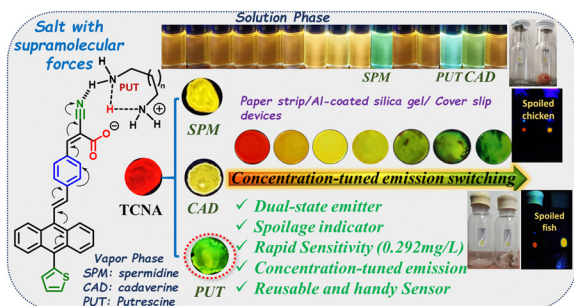 Salt with
supramolecular
forces
H
N
H
PUT
n
H
N
H
H
⊕
N
O
O
⊖
S
Solution Phase
SPM
PUT CAD
Paper strip/Al-coated silica gel/ Cover slip
devices
Spoiled
chicken
SPM
TCNA
CAD
PUT
Concentration-tuned emission switching
✓ Dual-state emitter
✓ Spoilage indicator
✓ Rapid Sensitivity (0.292mg/L)
✓ Concentration-tuned emission
✓ Reusable and handy Sensor
Spoiled
fish
Vapor Phase
SPM: spermidine
CAD: cadaverine
PUT: Putrescine